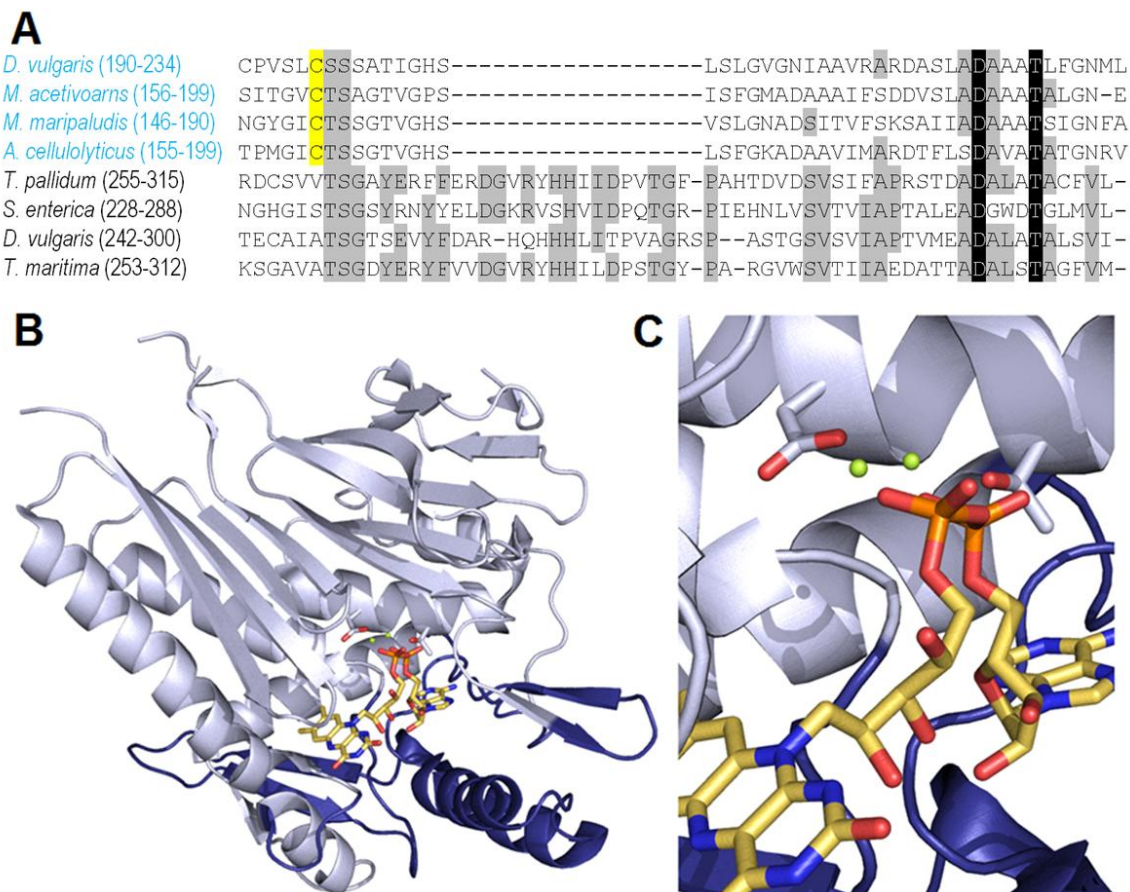 A
D. vulgaris (190-234) CPVSLCSSSATIGHS------------------LSLGVGNIAAVRARDASLADAAATLFGNML
M. acetivoarns (156-199) SITGVCTSAGTVGPS------------------ISFGMADAAAIFSDDVSLADAAATALGN-E
M. maripaludis (146-190) NGYGICTSSGTVGHS------------------VSLGNADSITVFSKSAIIADAAATSIGNFA
A. cellulolyticus (155-199) TPMGICTSSGTVGHS------------------LSFGKADAAVIMARDTFLSDAVATATGNRV
T. pallidum (255-315) RDCSVVTSGAYERFFERDGVRYHHIIDPVTGF-PAHTDVDSVSIFAPRSTDADALATACFVL-
S. enterica (228-288) NGHGISTSGSYRNYYELDGKRVSHVIDPQTGR-PIEHNLVSVTVIAPTALEADGWDTGLMVL-
D. vulgaris (242-300) TECAIATSGTSEVYFDAR-HQHHHLITPVAGRSP--ASTGSVSVIAPTVMEADALATALSVI-
T. maritima (253-312) KSGAVATSGDYERYFVVDGVRYHHILDPSTGY-PA-RGVWSVTIIAEDATTADALSTAGFVM-
B
C